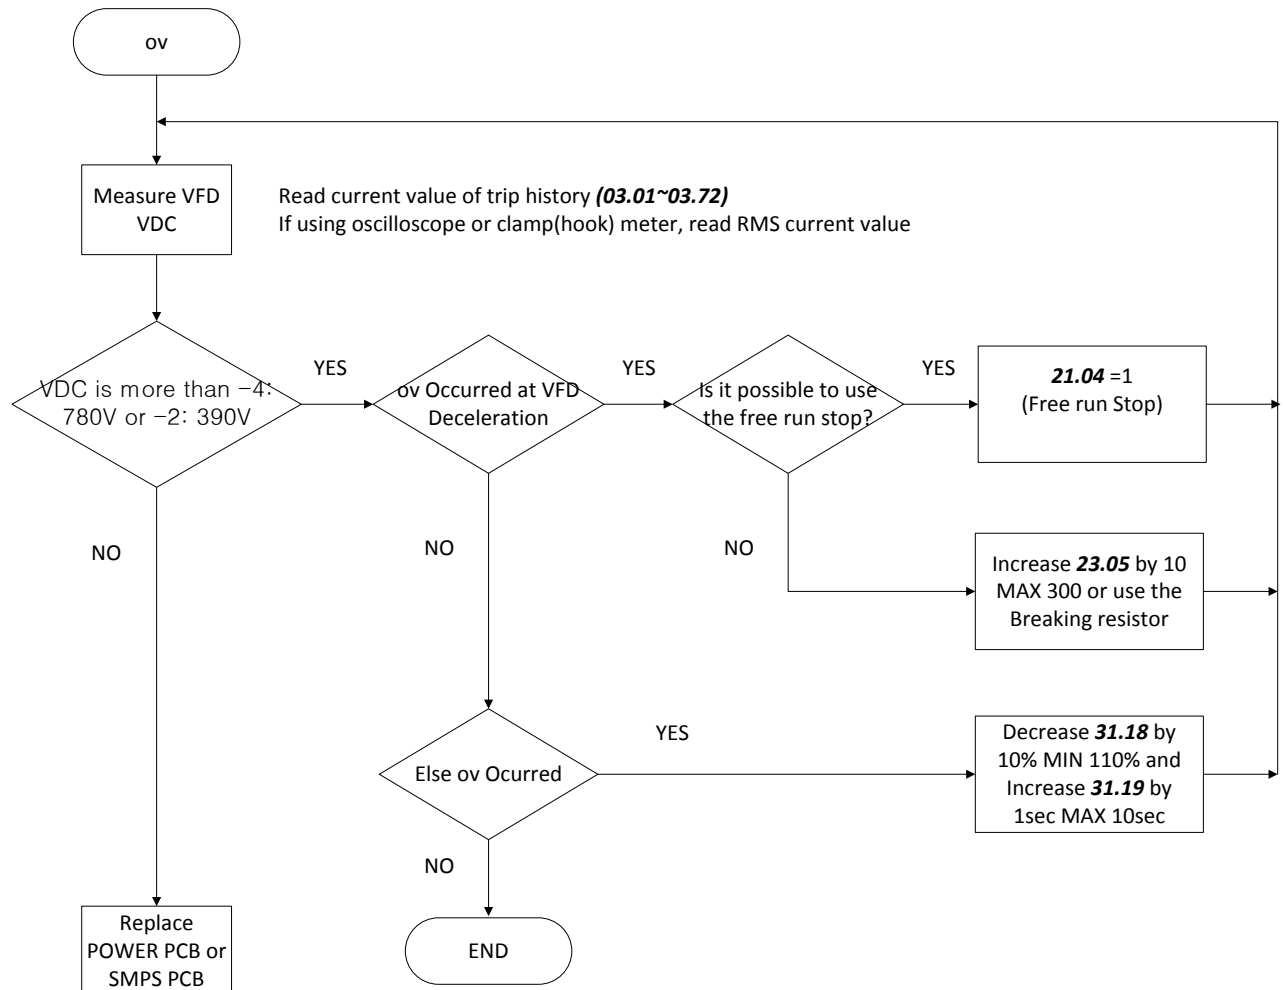 ov
Measure VFD
VDC
Read current value of trip history (03.01~03.72)
If using oscilloscope or clamp(hook) meter, read RMS current value
VDC is more than −4:
780V or −2: 390V
YES
ov Occurred at VFD
Deceleration
YES
Is it possible to use
the free run stop?
YES
21.04 =1
(Free run Stop)
NO
NO
NO
Increase 23.05 by 10
MAX 300 or use the
Breaking resistor
Else ov Ocurred
YES
Decrease 31.18 by
10% MIN 110% and
Increase 31.19 by
1sec MAX 10sec
NO
Replace
POWER PCB or
SMPS PCB
END